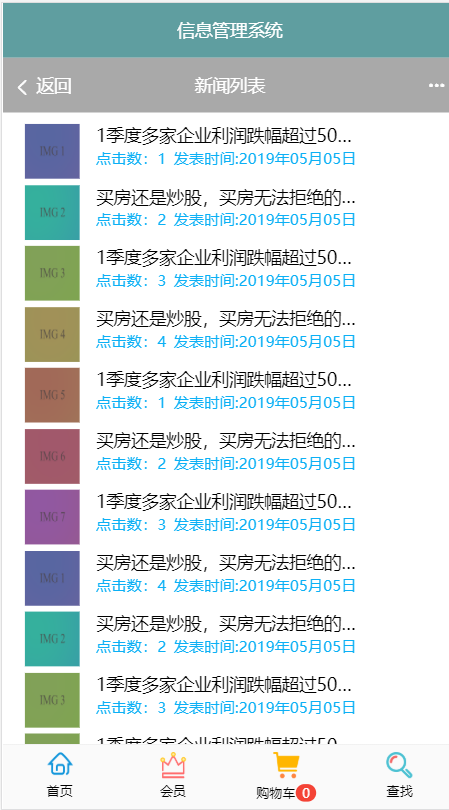 信息管理系统
返回 新闻列表 •••
IMG 1
1季度多家企业利润跌幅超过50...
点击数：1 发表时间:2019年05月05日
IMG 2
买房还是炒股，买房无法拒绝的...
点击数：2 发表时间:2019年05月05日
IMG 3
1季度多家企业利润跌幅超过50...
点击数：3 发表时间:2019年05月05日
IMG 4
买房还是炒股，买房无法拒绝的...
点击数：4 发表时间:2019年05月05日
IMG 5
1季度多家企业利润跌幅超过50...
点击数：1 发表时间:2019年05月05日
IMG 6
买房还是炒股，买房无法拒绝的...
点击数：2 发表时间:2019年05月05日
IMG 7
1季度多家企业利润跌幅超过50...
点击数：3 发表时间:2019年05月05日
IMG 1
买房还是炒股，买房无法拒绝的...
点击数：4 发表时间:2019年05月05日
IMG 2
买房还是炒股，买房无法拒绝的...
点击数：2 发表时间:2019年05月05日
IMG 3
1季度多家企业利润跌幅超过50...
点击数：3 发表时间:2019年05月05日
1季度多家企业利润跌幅超过50...
首页 会员 购物车 0 查找